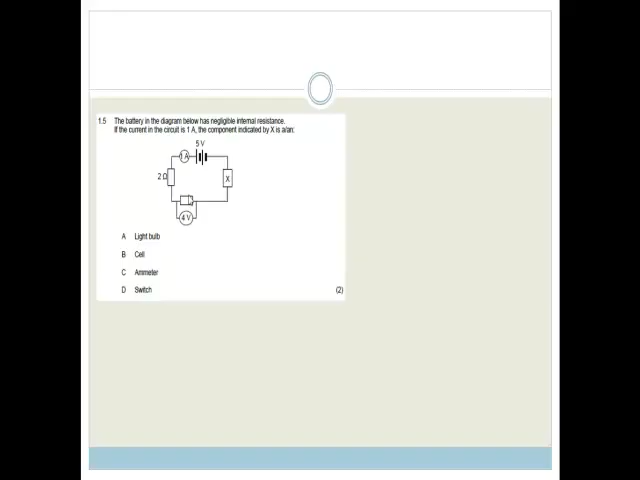 1.5 The battery in the diagram below has negligible internal resistance.
If the current in the circuit is 1 A, the component indicated by X is a/an:
5 V
1 A
2 Ω
X
4 V
A Light bulb
B Cell
C Ammeter
D Switch (2)